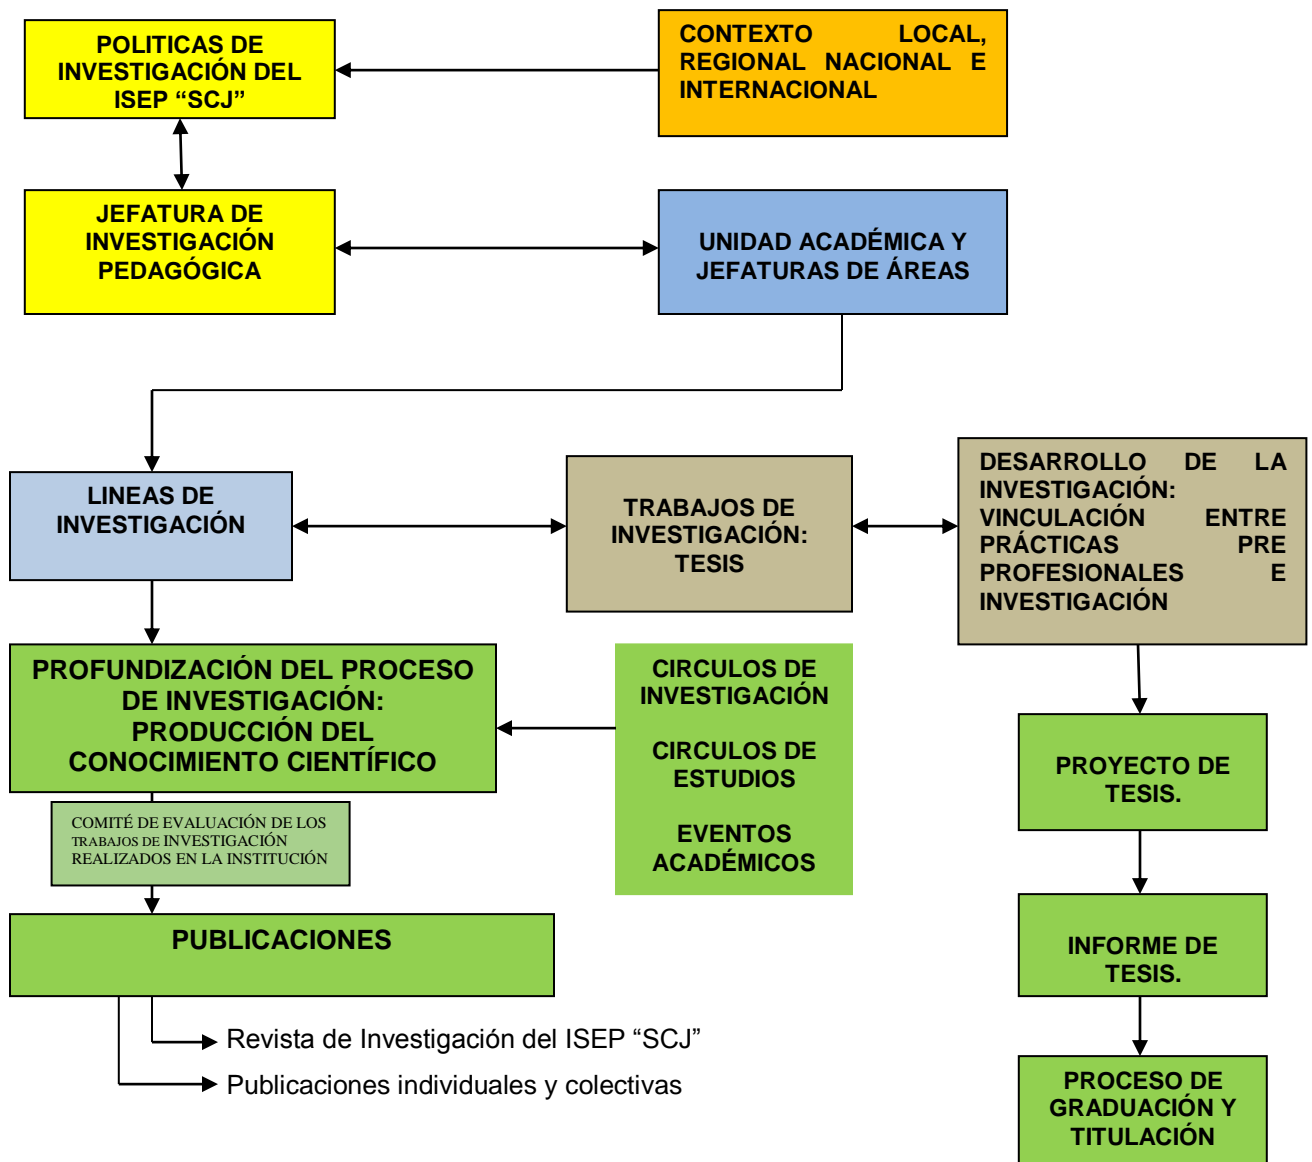 POLITICAS DE
INVESTIGACIÓN DEL
ISEP “SCJ”
CONTEXTO LOCAL,
REGIONAL NACIONAL E
INTERNACIONAL
JEFATURA DE
INVESTIGACIÓN
PEDAGÓGICA
UNIDAD ACADÉMICA Y
JEFATURAS DE ÁREAS
LINEAS DE
INVESTIGACIÓN
TRABAJOS DE
INVESTIGACIÓN:
TESIS
DESARROLLO DE LA
INVESTIGACIÓN:
VINCULACIÓN ENTRE
PRÁCTICAS PRE
PROFESIONALES E
INVESTIGACIÓN
PROFUNDIZACIÓN DEL PROCESO
DE INVESTIGACIÓN:
PRODUCCIÓN DEL
CONOCIMIENTO CIENTÍFICO
CIRCULOS DE
INVESTIGACIÓN
CIRCULOS DE
ESTUDIOS
EVENTOS
ACADÉMICOS
PROYECTO DE
TESIS.
COMITÉ DE EVALUACIÓN DE LOS
TRABAJOS DE INVESTIGACIÓN
REALIZADOS EN LA INSTITUCIÓN
PUBLICACIONES
INFORME DE
TESIS.
Revista de Investigación del ISEP “SCJ”
Publicaciones individuales y colectivas
PROCESO DE
GRADUACIÓN Y
TITULACIÓN